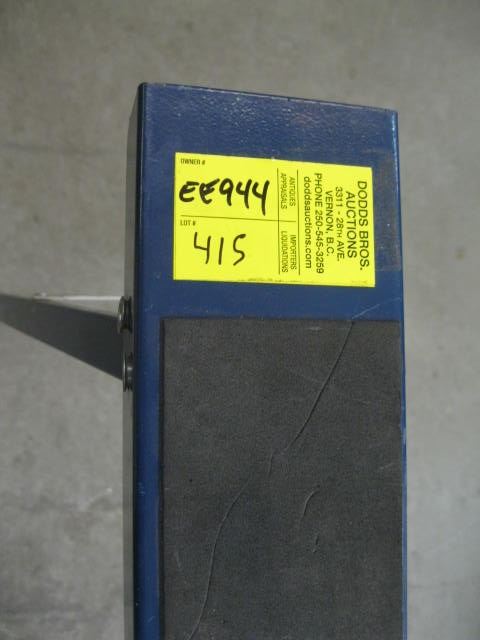 OWNER #
EE944
LOT #
415
DODDS BROS.
AUCTIONS
3311 - 28TH AVE.
VERNON, B.C.
PHONE 250-545-3259
doddsauctions.com
ANTIQUES
APPRAISALS
IMPORTERS
LIQUIDATIONS